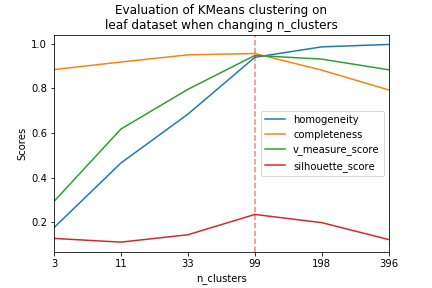 Evaluation of KMeans clustering on
leaf dataset when changing n_clusters
1.0
0.8
0.6
0.4
0.2
Scores
homogeneity
completeness
v_measure_score
silhouette_score
3 11 33 99 198 396
n_clusters